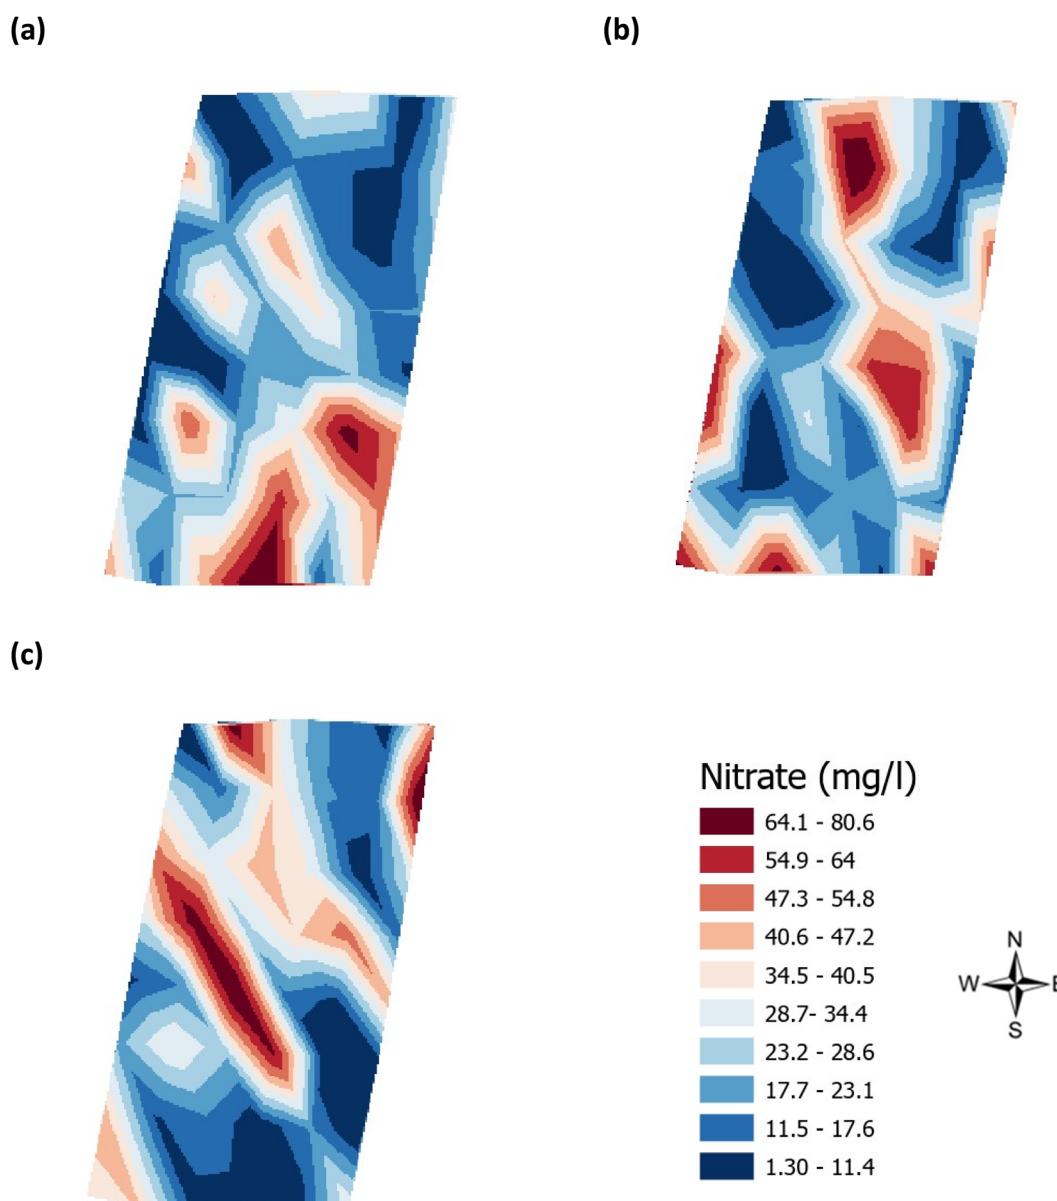 (a)
(b)
(c)
Nitrate (mg/l)
64.1 - 80.6
54.9 - 64
47.3 - 54.8
40.6 - 47.2
34.5 - 40.5
28.7- 34.4
23.2 - 28.6
17.7 - 23.1
11.5 - 17.6
1.30 - 11.4
N
W E
S